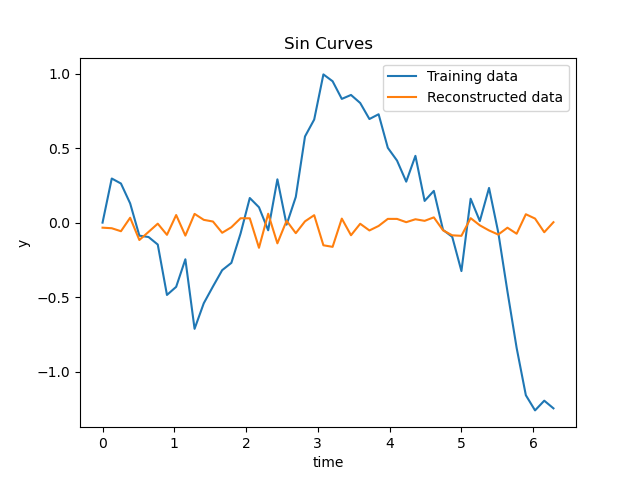 Sin Curves
Training data
Reconstructed data
1.0
0.5
0.0
−0.5
−1.0
y
0 1 2 3 4 5 6
time